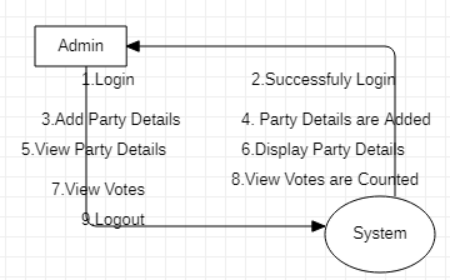 Admin
1.Login
2.Successfuly Login
3.Add Party Details
4. Party Details are Added
5.View Party Details
6.Display Party Details
7.View Votes
8.View Votes are Counted
9.Logout
System